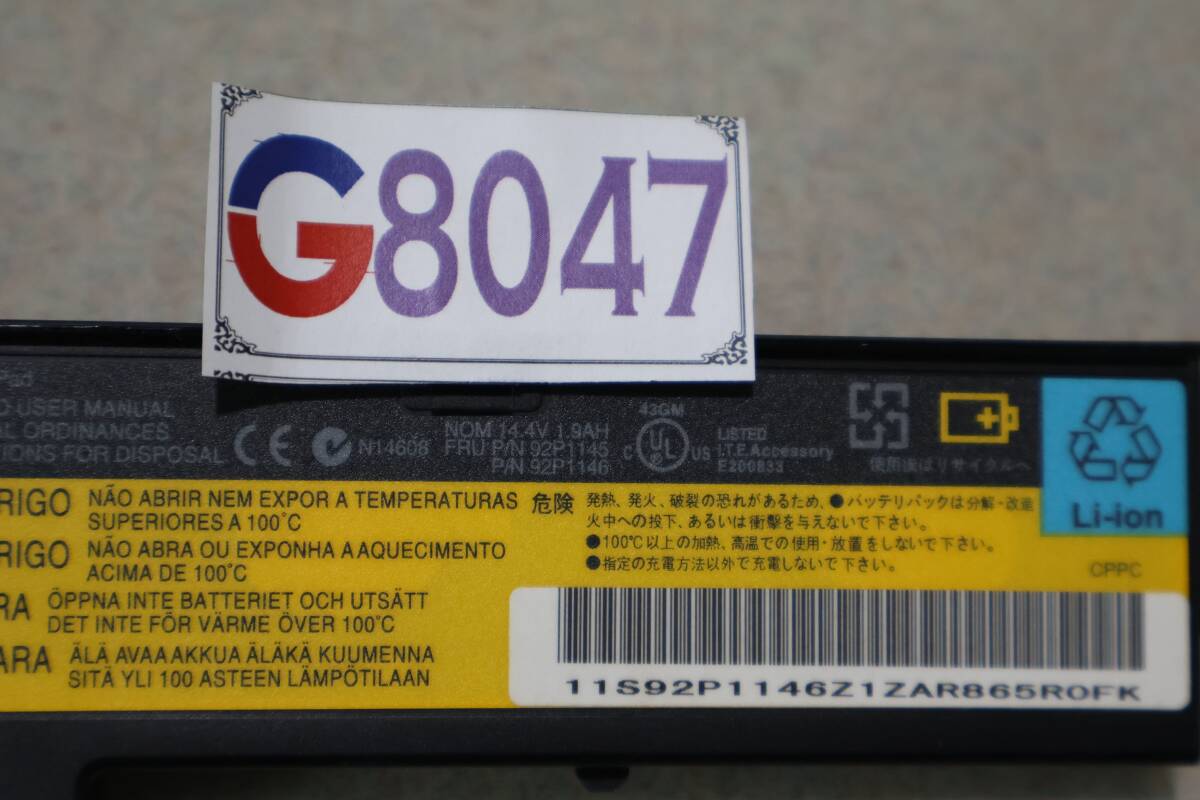 G8047
USER MANUAL
ORDINANCES
FOR DISPOSAL
CE
N14608
NOM 14.4V 1.9AH
FRU P/N 92P1145
P/N 92P1146
43GM
C UL US
LISTED
I.T.E.Accessory
E200833
使用後はリサイクルへ
Li-ion
RIGO NÃO ABRIR NEM EXPOR A TEMPERATURAS
SUPERIORES A 100°C
RIGO NÃO ABRA OU EXPONHA A AQUECIMENTO
ACIMA DE 100°C
RA ÖPPNA INTE BATTERIET OCH UTSÄTT
DET INTE FÖR VÄRME ÖVER 100°C
ARA ÄLÄ AVAA AKKUA ÄLÄKÄ KUUMENNA
SITÄ YLI 100 ASTEEN LÄMPÖTILAAN
危険 発熱、発火、破裂の恐れがあるため、●バッテリパックは分解・改造
火中への投下、あるいは衝撃を与えないで下さい。
●100℃以上の加熱、高温での使用・放置をしないで下さい。
●指定の充電方法以外で充電しないで下さい。
CPPC
11S92P1146Z1ZAR865R0FK